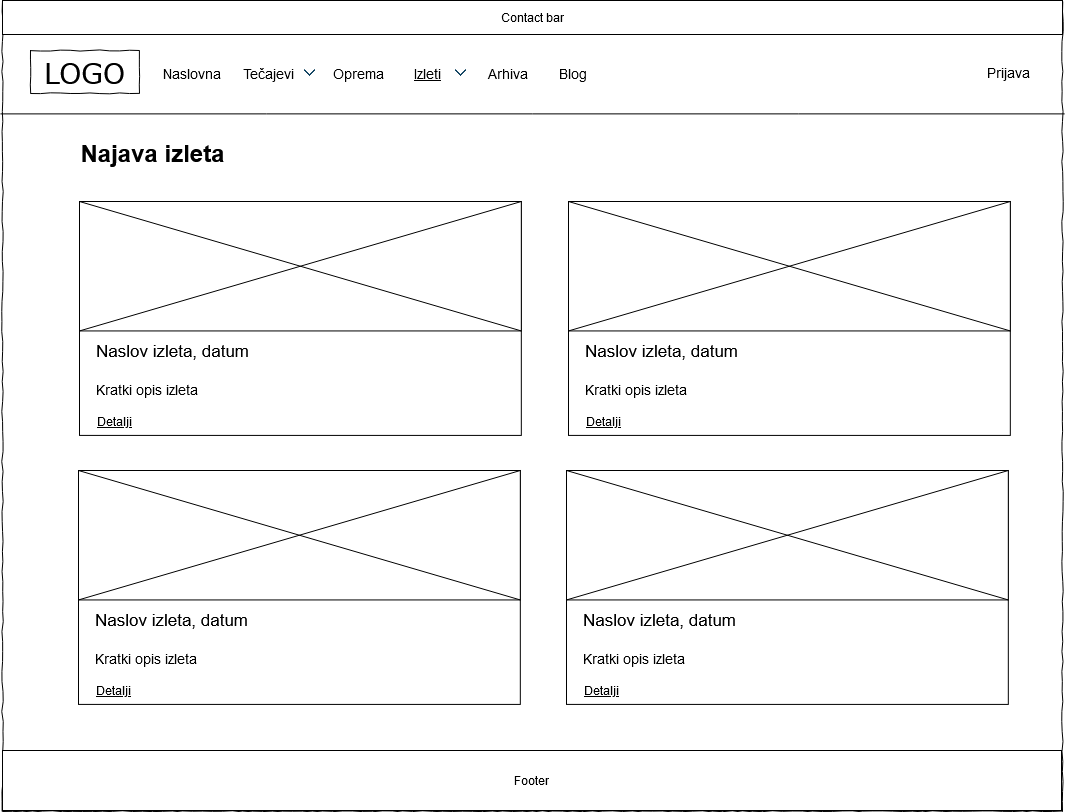 Contact bar
LOGO Naslovna Tečajevi Oprema Izleti Arhiva Blog Prijava
Najava izleta
Naslov izleta, datum
Kratki opis izleta
Detalji
Naslov izleta, datum
Kratki opis izleta
Detalji
Naslov izleta, datum
Kratki opis izleta
Detalji
Naslov izleta, datum
Kratki opis izleta
Detalji
Footer